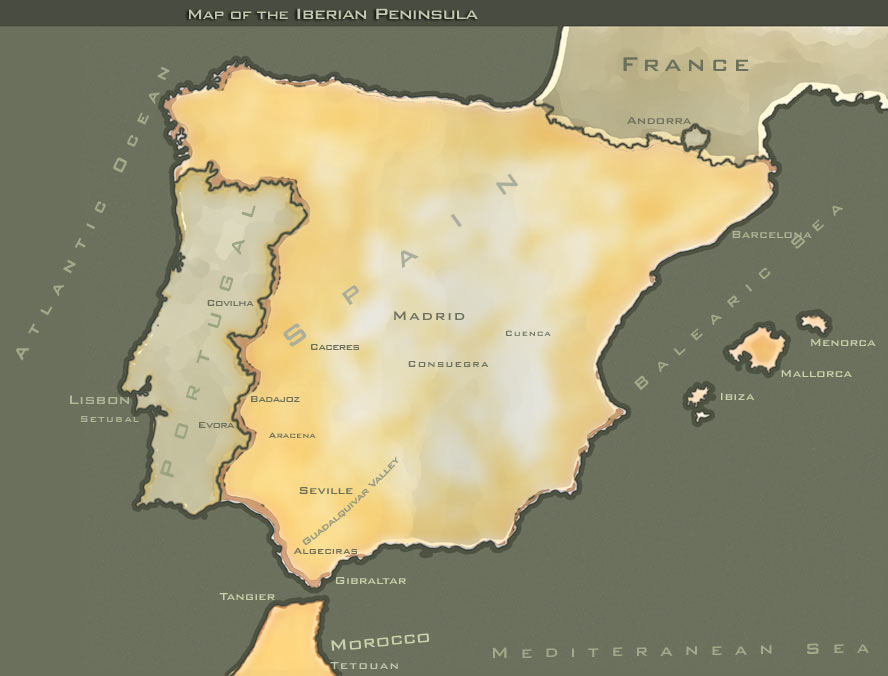 Map of the Iberian Peninsula
France
Atlantic Ocean
Andorra
Spain
Portugal
Barcelona
Balearic Sea
Covilha
Madrid
Cuenca
Caceres
Consuegra
Menorca
Mallorca
Ibiza
Lisbon
Badajoz
Setubal
Evora
Aracena
Seville
Guadalquivar Valley
Algeciras
Gibraltar
Tangier
Morocco
Tetouan
Mediteranean Sea